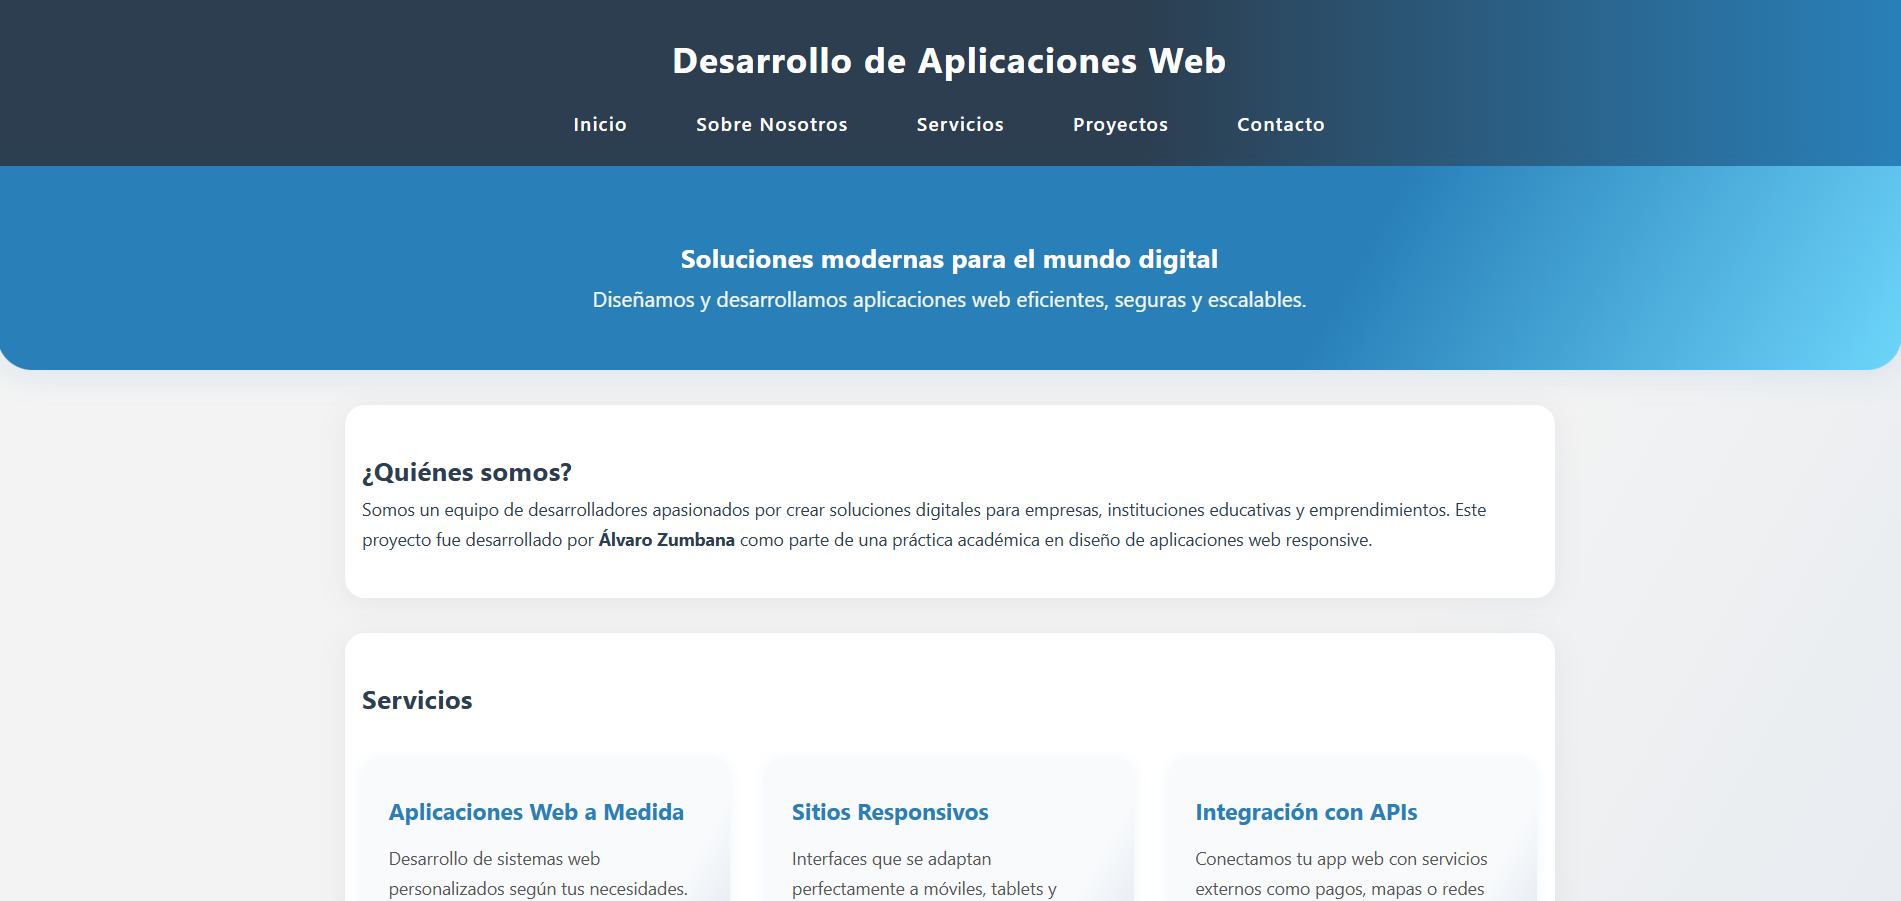 Desarrollo de Aplicaciones Web
Inicio Sobre Nosotros Servicios Proyectos Contacto
Soluciones modernas para el mundo digital
Diseñamos y desarrollamos aplicaciones web eficientes, seguras y escalables.
¿Quiénes somos?
Somos un equipo de desarrolladores apasionados por crear soluciones digitales para empresas, instituciones educativas y emprendimientos. Este
proyecto fue desarrollado por Álvaro Zumbana como parte de una práctica académica en diseño de aplicaciones web responsive.
Servicios
Aplicaciones Web a Medida
Desarrollo de sistemas web
personalizados según tus necesidades.
Sitios Responsivos
Interfaces que se adaptan
perfectamente a móviles, tablets y
Integración con APIs
Conectamos tu app web con servicios
externos como pagos, mapas o redes